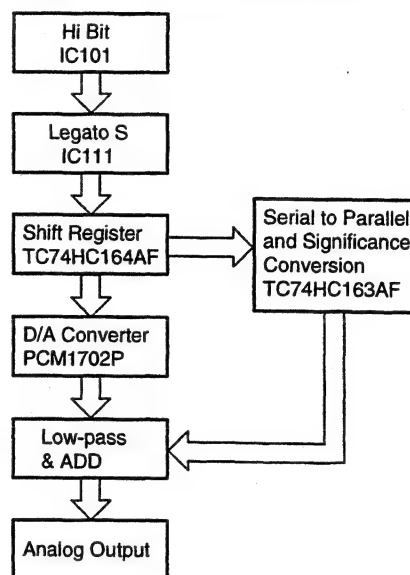 Hi Bit
IC101
Legato S
IC111
Shift Register
TC74HC164AF
Serial to Parallel
and Significance
Conversion
TC74HC163AF
D/A Converter
PCM1702P
Low-pass
& ADD
Analog Output